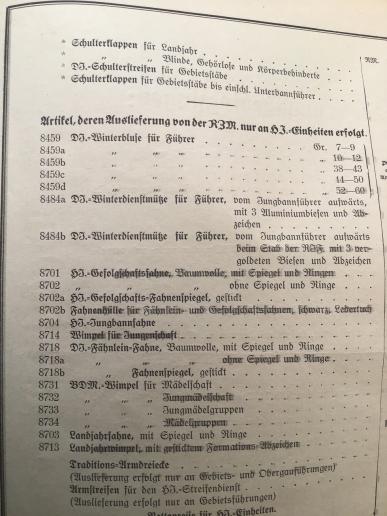 * Schulterklappen für Landjahr . . . . . . . . . . . RM.
* „ „ Blinde, Gehörlose und Körperbehinderte . . .
* DJ.-Schulterstreifen für Gebietsstäbe . . . . . . . .
* Schulterklappen für Gebietsstäbe bis einschl. Unterbannführer . .
Artikel, deren Auslieferung von der RZM. nur an HJ.-Einheiten erfolgt.
8459 DJ.-Winterbluse für Führer Gr. 7—9
8459a „ „ „ . . . . . . . 10—12
8459b „ „ „ . . . . . . . 38—43
8459c „ „ „ . . . . . . . 44—50
8459d „ „ „ . . . . . . . 52—60
8484a DJ.-Winterdienstmütze für Führer, vom Jungbannführer aufwärts,
mit 3 Aluminiumbiesen und Ab-
zeichen . . . . . . . . .
8484b DJ.-Winterdienstmütze für Führer, vom Jungbannführer aufwärts
beim Stab der RJF. mit 3 ver-
goldeten Biesen und Abzeichen
8701 HJ.-Gefolgschaftsfahne, Baumwolle, mit Spiegel und Ringen
8702 „ „ „ ohne Spiegel und Ringe . .
8702a HJ.-Gefolgschafts-Fahnenspiegel, gestickt . . . . . .
8702b Fahnenhülle für Fähnlein- und Gefolgschaftsfahnen, schwarz. Ledertuch
8704 HJ.-Jungbannfahne . . . . . . . . . .
8714 Wimpel für Jungenschaft . . . . . . . . .
8718 DJ.-Fähnlein-Fahne, Baumwolle, mit Spiegel und Ringe . . .
8718a „ „ „ ohne Spiegel und Ringe . . .
8718b „ Fahnenspiegel, gestickt . . . . . . .
8731 BDM.-Wimpel für Mädelschaft . . . . . . . .
8732 „ „ „ Jungmädelschaft . . . . . . .
8733 „ „ „ Jungmädelgruppen . . . . . . .
8734 „ „ „ Mädelgruppen . . . . . . . .
8703 Landjahrfahne, mit Spiegel und Ringe . . . . . . .
8713 Landjahrwimpel, mit gesticktem Formations-Abzeichen . . .
Traditions-Armdreiecke . . . . . . . . . .
(Auslieferung erfolgt nur an Gebiets- und Obergauführungen) .
Armstreifen für den HJ.-Streifendienst . . . . . . .
(Auslieferung erfolgt nur an Gebietsführungen) . . . . .
für HJ.-Einheiten.